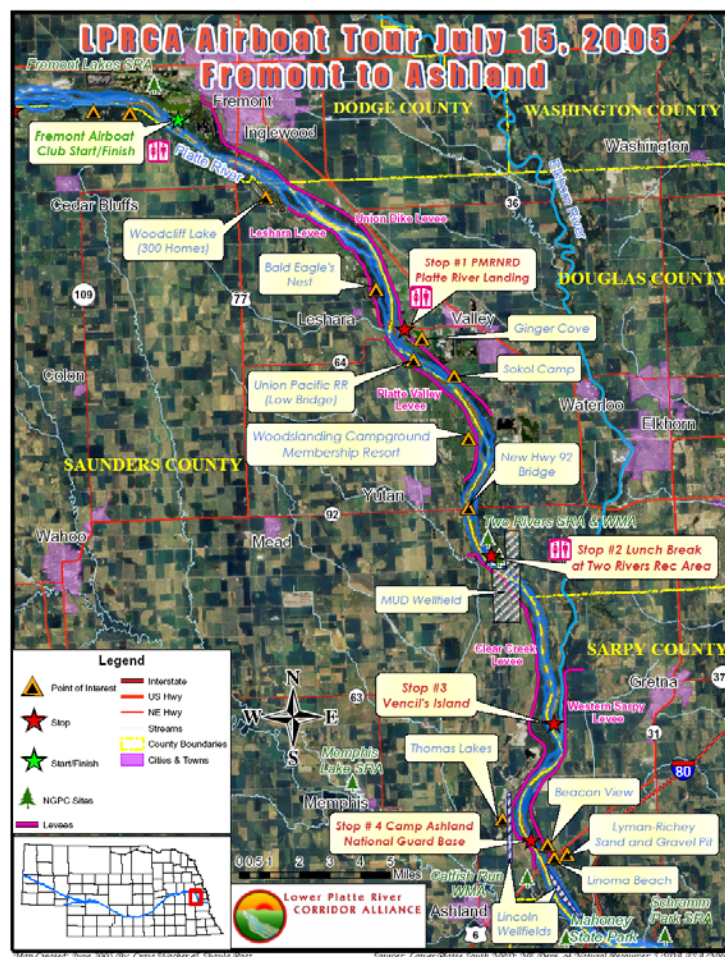 LPRCA Airboat Tour July 15, 2005
Fremont to Ashland
Fremont Lakes SRA
Fremont
DODGE COUNTY
WASHINGTON COUNTY
Inglewood
Washington
Fremont Airboat
Club Start/Finish
Platte River
Elkhorn River
Cedar Bluffs
36
Woodcliff Lake
(300 Homes)
Union Dike Levee
Leshara Levee
Stop #1 PMRNRD
Platte River Landing
Bald Eagle's
Nest
DOUGLAS COUNTY
109
77
Leshara
Valley
Ginger Cove
64
Colon
Union Pacific RR
(Low Bridge)
Sokol Camp
Platte Valley
Levee
Waterloo
Elkhorn
Woodslanding Campground
Membership Resort
New Hwy 92
Bridge
SAUNDERS COUNTY
Yutan
92
Two Rivers SRA & WMA
Wahoo
Mead
Stop #2 Lunch Break
at Two Rivers Rec Area
MUD Wellfield
Clear Creek
Levee
SARPY COUNTY
37
Gretna
Legend
Point of Interest
Stop
Start/Finish
NGPC Sites
Levees
Interstate
US Hwy
NE Hwy
Streams
County Boundaries
Cities & Towns
N
W
E
S
63
Stop #3
Vencil's Island
Western Sarpy
Levee
31
80
Thomas Lakes
Memphis
Lake SRA
Memphis
Beacon View
Stop # 4 Camp Ashland
National Guard Base
Lyman-Richey
Sand and Gravel Pit
0 0.5 1 2 3 4 5
Miles
Linoma Beach
Catfish Run
WMA
Lower Platte River
CORRIDOR ALLIANCE
Ashland
6
Lincoln
Wellfields
Mahoney
State Park
Schramm
Park SRA